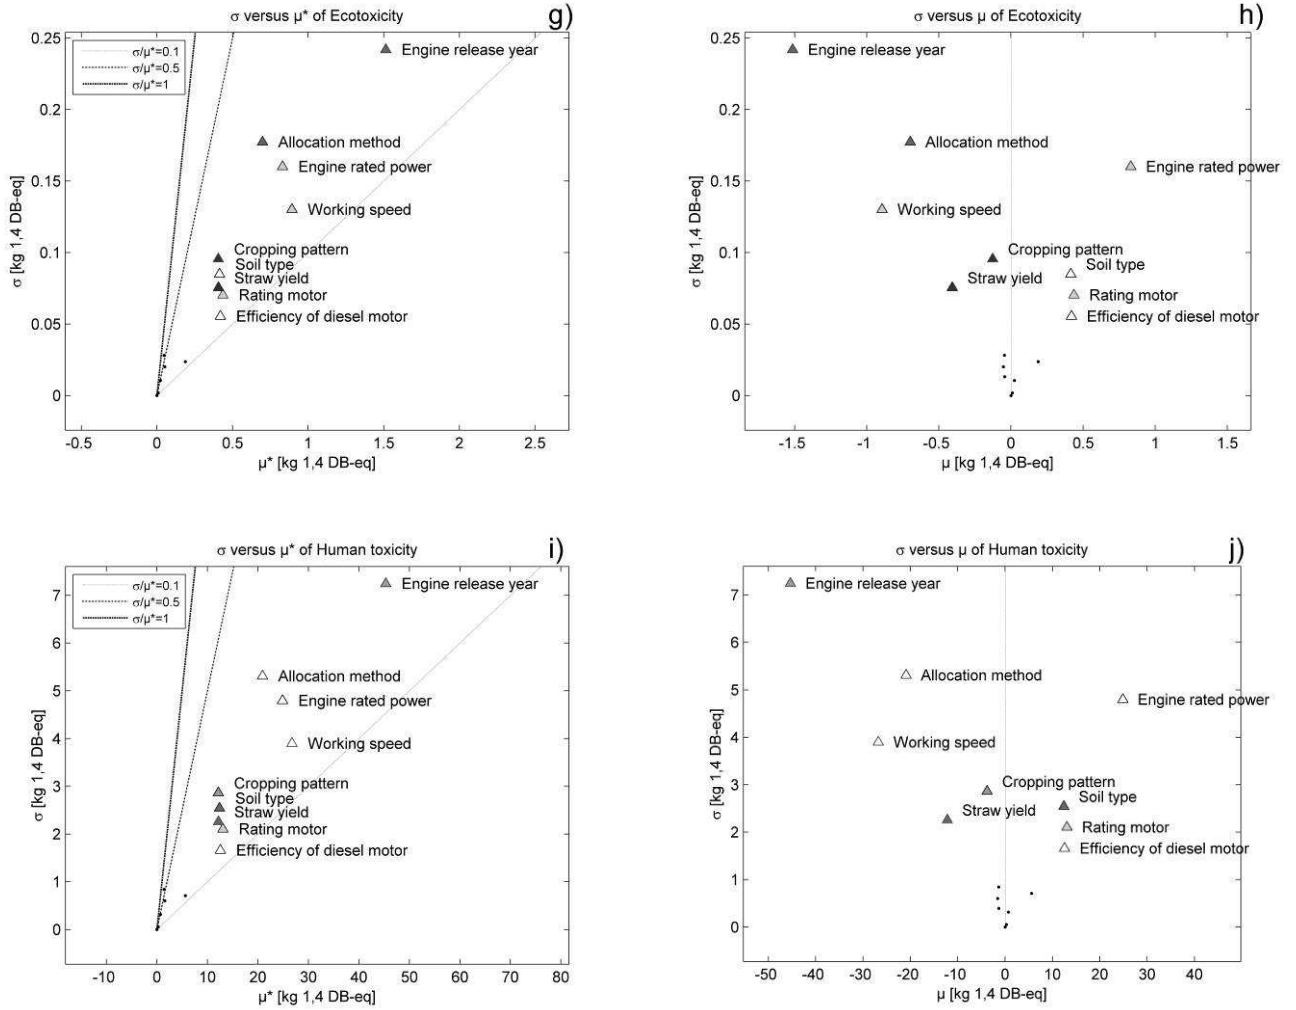 σ versus µ* of Ecotoxicity
g)
σ/µ*=0.1
σ/µ*=0.5
σ/µ*=1
Engine release year
Allocation method
Engine rated power
Working speed
Cropping pattern
Soil type
Straw yield
Rating motor
Efficiency of diesel motor
0.25
0.2
0.15
0.1
0.05
0
σ [kg 1,4 DB-eq]
-0.5 0 0.5 1 1.5 2 2.5
µ* [kg 1,4 DB-eq]
σ versus µ of Ecotoxicity
h)
Engine release year
Allocation method
Engine rated power
Working speed
Cropping pattern
Soil type
Straw yield
Rating motor
Efficiency of diesel motor
0.25
0.2
0.15
0.1
0.05
0
σ [kg 1,4 DB-eq]
-1.5 -1 -0.5 0 0.5 1 1.5
µ [kg 1,4 DB-eq]
σ versus µ* of Human toxicity
i)
σ/µ*=0.1
σ/µ*=0.5
σ/µ*=1
Engine release year
Allocation method
Engine rated power
Working speed
Cropping pattern
Soil type
Straw yield
Rating motor
Efficiency of diesel motor
7
6
5
4
3
2
1
0
σ [kg 1,4 DB-eq]
-10 0 10 20 30 40 50 60 70 80
µ* [kg 1,4 DB-eq]
σ versus µ of Human toxicity
j)
Engine release year
Allocation method
Engine rated power
Working speed
Cropping pattern
Soil type
Straw yield
Rating motor
Efficiency of diesel motor
7
6
5
4
3
2
1
0
σ [kg 1,4 DB-eq]
-50 -40 -30 -20 -10 0 10 20 30 40
µ [kg 1,4 DB-eq]